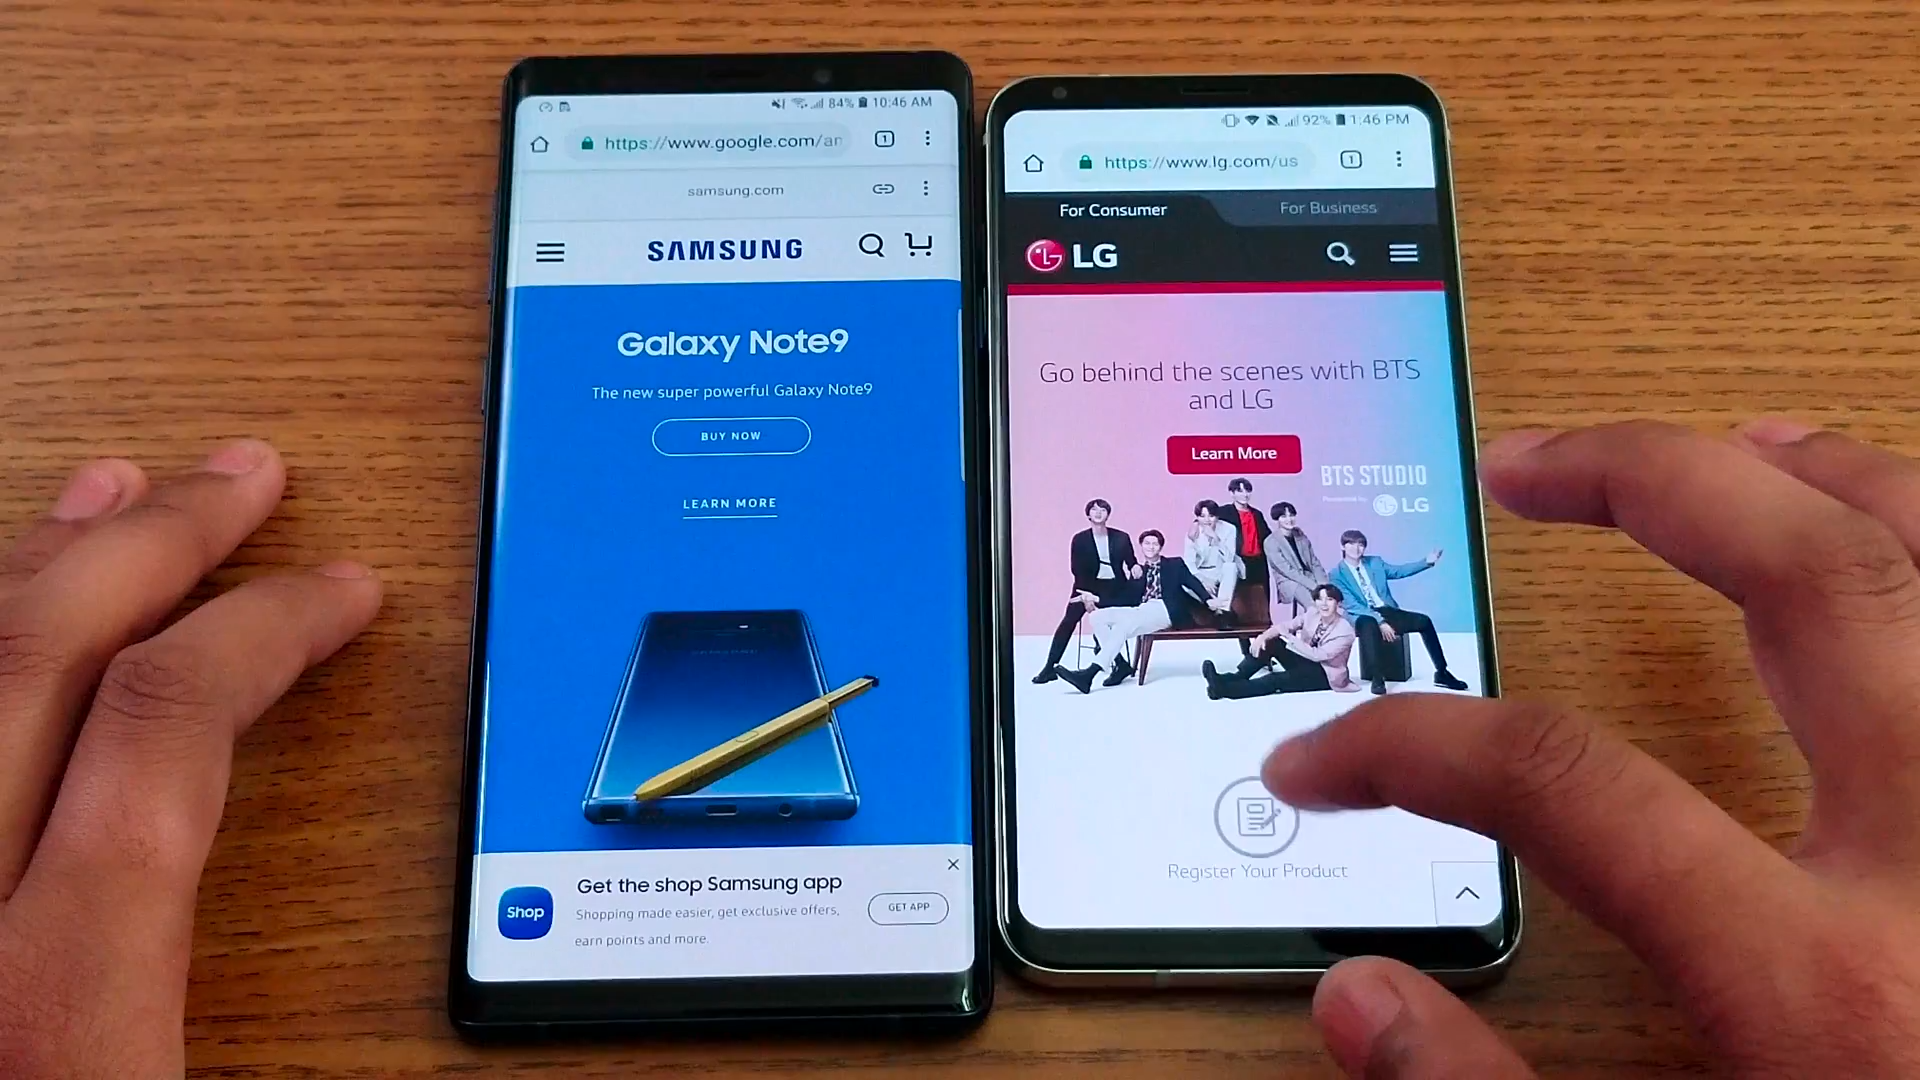 84% 10:46 AM
https://www.google.com/an
1
samsung.com
SAMSUNG
Galaxy Note9
The new super powerful Galaxy Note9
BUY NOW
LEARN MORE
SAMSUNG
Shop
Get the shop Samsung app
Shopping made easier, get exclusive offers,
earn points and more.
GET APP
92% 1:46 PM
https://www.lg.com/us
1
For Consumer
For Business
LG
Go behind the scenes with BTS
and LG
Learn More
BTS STUDIO
Presented by LG
Register Your Product